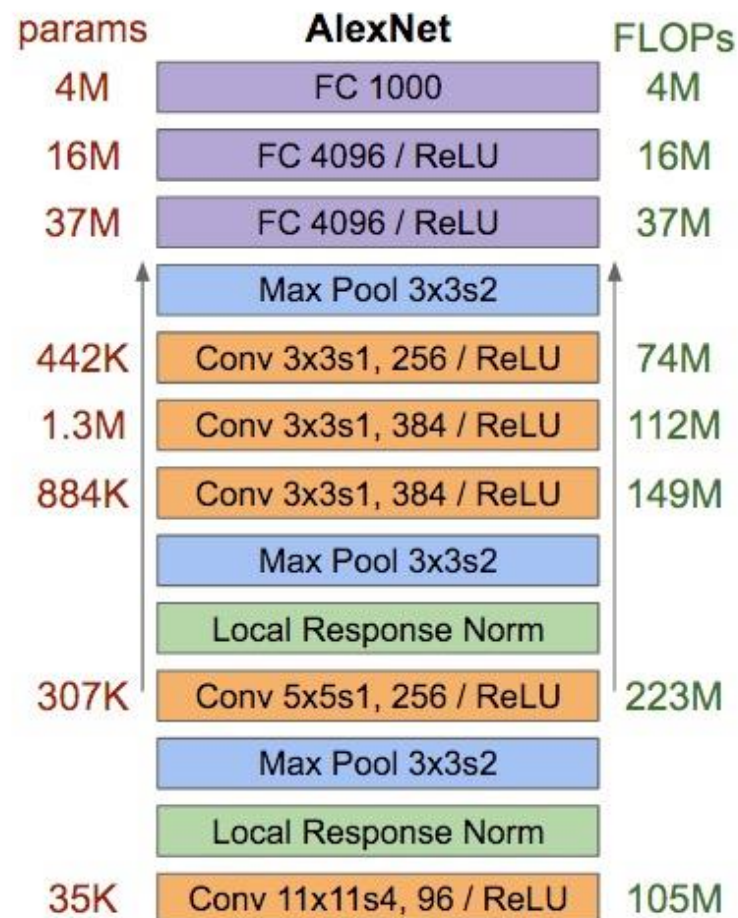 params AlexNet FLOPs
4M FC 1000 4M
16M FC 4096 / ReLU 16M
37M FC 4096 / ReLU 37M
Max Pool 3x3s2
442K Conv 3x3s1, 256 / ReLU 74M
1.3M Conv 3x3s1, 384 / ReLU 112M
884K Conv 3x3s1, 384 / ReLU 149M
Max Pool 3x3s2
Local Response Norm
307K Conv 5x5s1, 256 / ReLU 223M
Max Pool 3x3s2
Local Response Norm
35K Conv 11x11s4, 96 / ReLU 105M